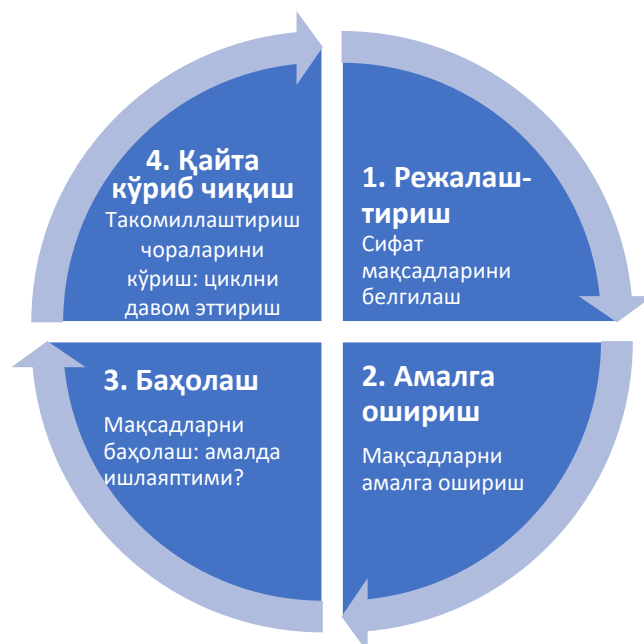 1. Режалаш-
тириш
Сифат
мақсадларини
белгилаш
2. Амалга
ошириш
Мақсадларни
амалга ошириш
3. Баҳолаш
Мақсадларни
баҳолаш: амалда
ишлаяптими?
4. Қайта
кўриб чиқиш
Такомиллаштириш
чораларини
кўриш: циклни
давом эттириш